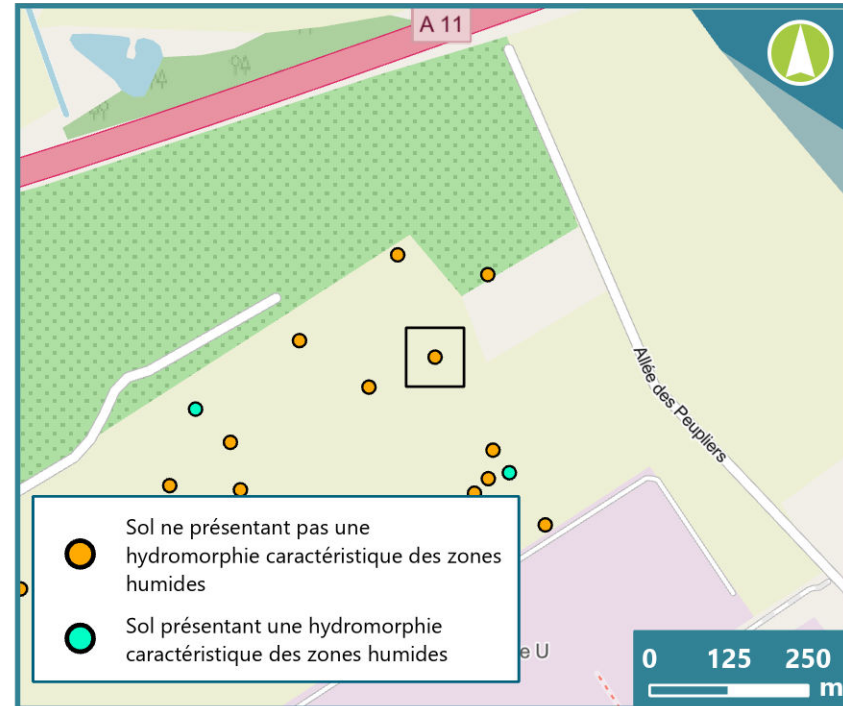 A 11
Allée des Peupliers
Sol ne présentant pas une
hydromorphie caractéristique des zones
humides
Sol présentant une hydromorphie
caractéristique des zones humides
e U
0 125 250
m